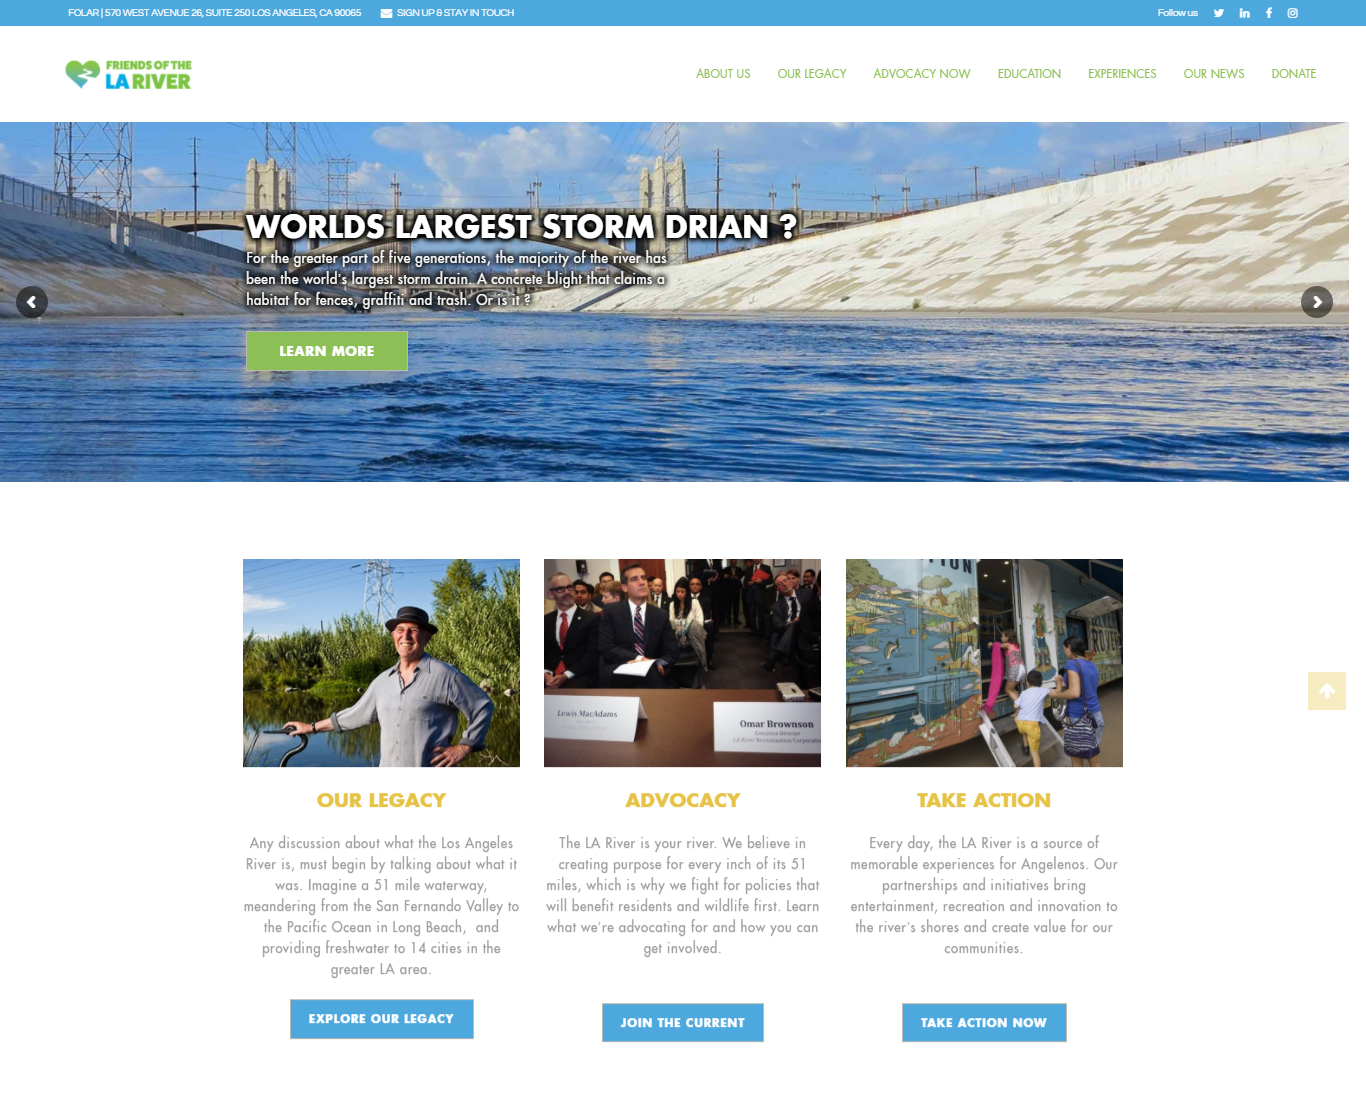 FOLAR | 570 WEST AVENUE 26, SUITE 250 LOS ANGELES, CA 90065
SIGN UP & STAY IN TOUCH
Follow us
FRIENDS OF THE
LA RIVER
ABOUT US
OUR LEGACY
ADVOCACY NOW
EDUCATION
EXPERIENCES
OUR NEWS
DONATE
WORLDS LARGEST STORM DRIAN ?
For the greater part of five generations, the majority of the river has
been the world's largest storm drain. A concrete blight that claims a
habitat for fences, graffiti and trash. Or is it ?
LEARN MORE
Lewis MacAdams
Omar Brownson
Executive Director
LA River Revitalization Corporation
TION
OUR LEGACY
Any discussion about what the Los Angeles
River is, must begin by talking about what it
was. Imagine a 51 mile waterway,
meandering from the San Fernando Valley to
the Pacific Ocean in Long Beach,  and
providing freshwater to 14 cities in the
greater LA area.
EXPLORE OUR LEGACY
ADVOCACY
The LA River is your river. We believe in
creating purpose for every inch of its 51
miles, which is why we fight for policies that
will benefit residents and wildlife first. Learn
what we're advocating for and how you can
get involved.
JOIN THE CURRENT
TAKE ACTION
Every day, the LA River is a source of
memorable experiences for Angelenos. Our
partnerships and initiatives bring
entertainment, recreation and innovation to
the river's shores and create value for our
communities.
TAKE ACTION NOW